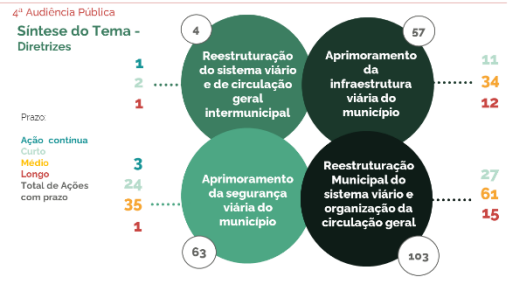 4ª Audiência Pública
Síntese do Tema -
Diretrizes
4
57
Reestruturação
do sistema viário
e de circulação
geral
intermunicipal
Aprimoramento
da
infraestrutura
viária do
município
1
2
1
11
34
12
Prazo:
Ação contínua
Curto
Médio
Longo
Total de Ações
com prazo
3
24
35
1
Aprimoramento
da segurança
viária do
município
Reestruturação
Municipal do
sistema viário e
organização da
circulação geral
27
61
15
63
103